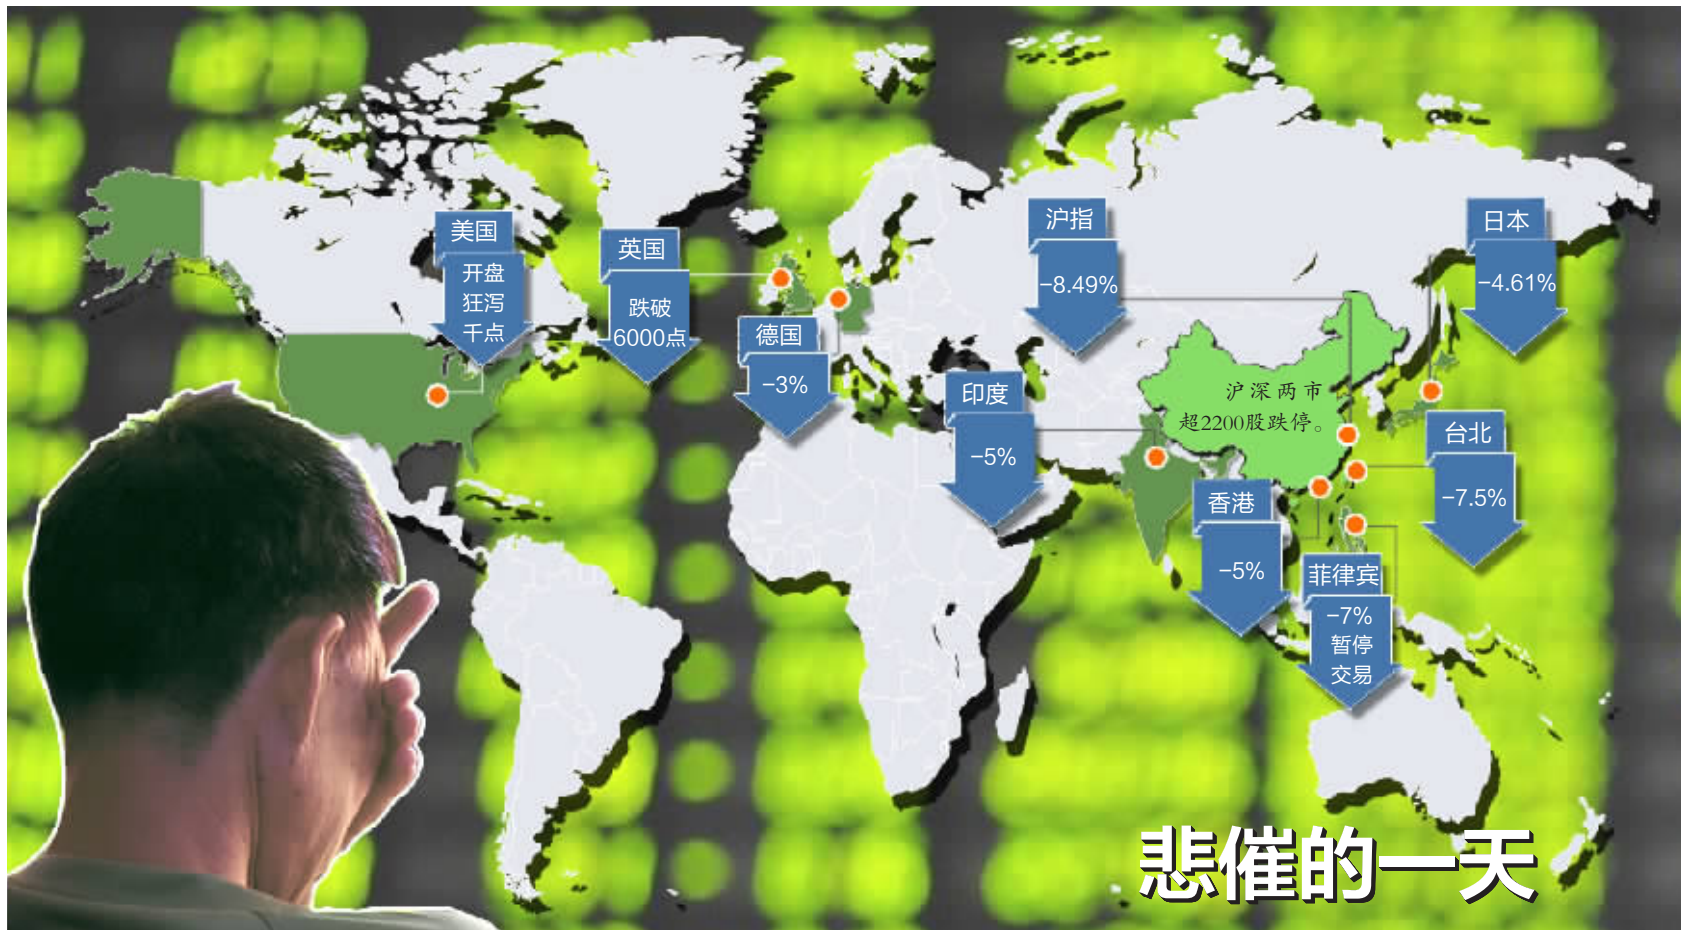 美国
开盘
狂泻
千点
英国
跌破
6000点
德国
-3%
印度
-5%
沪指
-8.49%
日本
-4.61%
沪深两市
超2200股跌停。
台北
-7.5%
香港
-5%
菲律宾
-7%
暂停
交易
悲催的一天